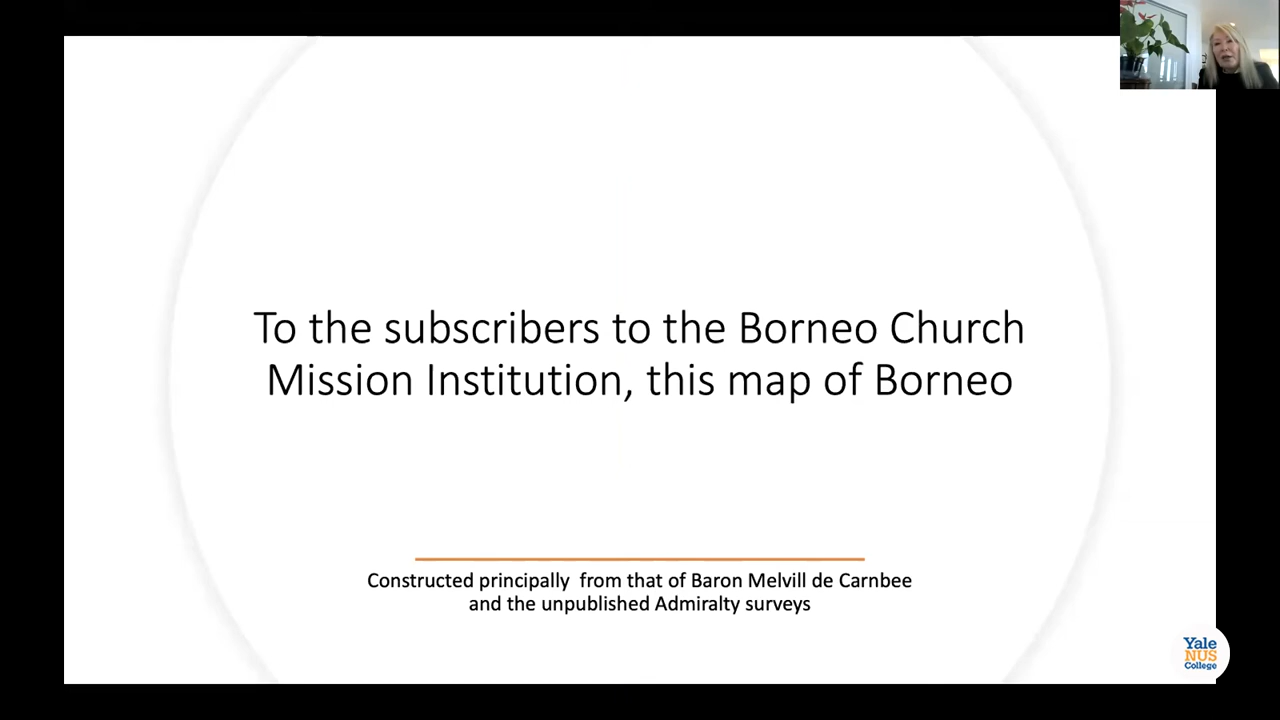 To the subscribers to the Borneo Church
Mission Institution, this map of Borneo
Constructed principally  from that of Baron Melvill de Carnbee
and the unpublished Admiralty surveys
Yale
NUS
College